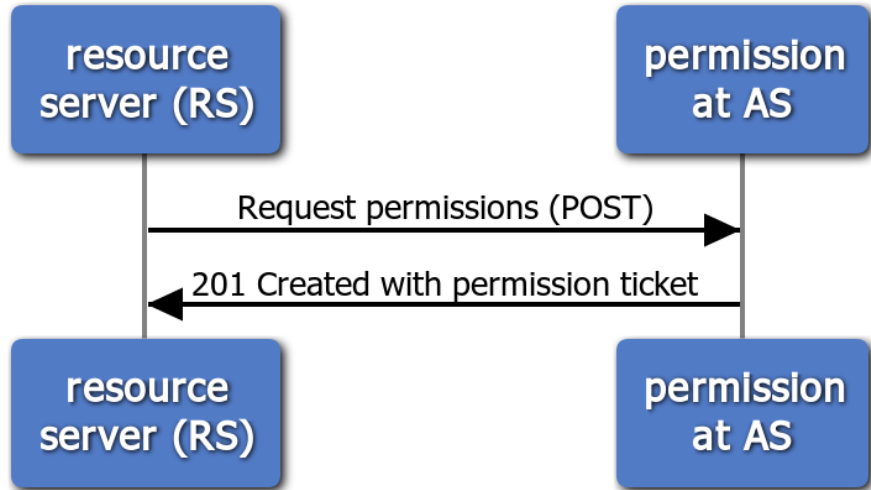 resource
server (RS)
permission
at AS
Request permissions (POST)
201 Created with permission ticket
resource
server (RS)
permission
at AS